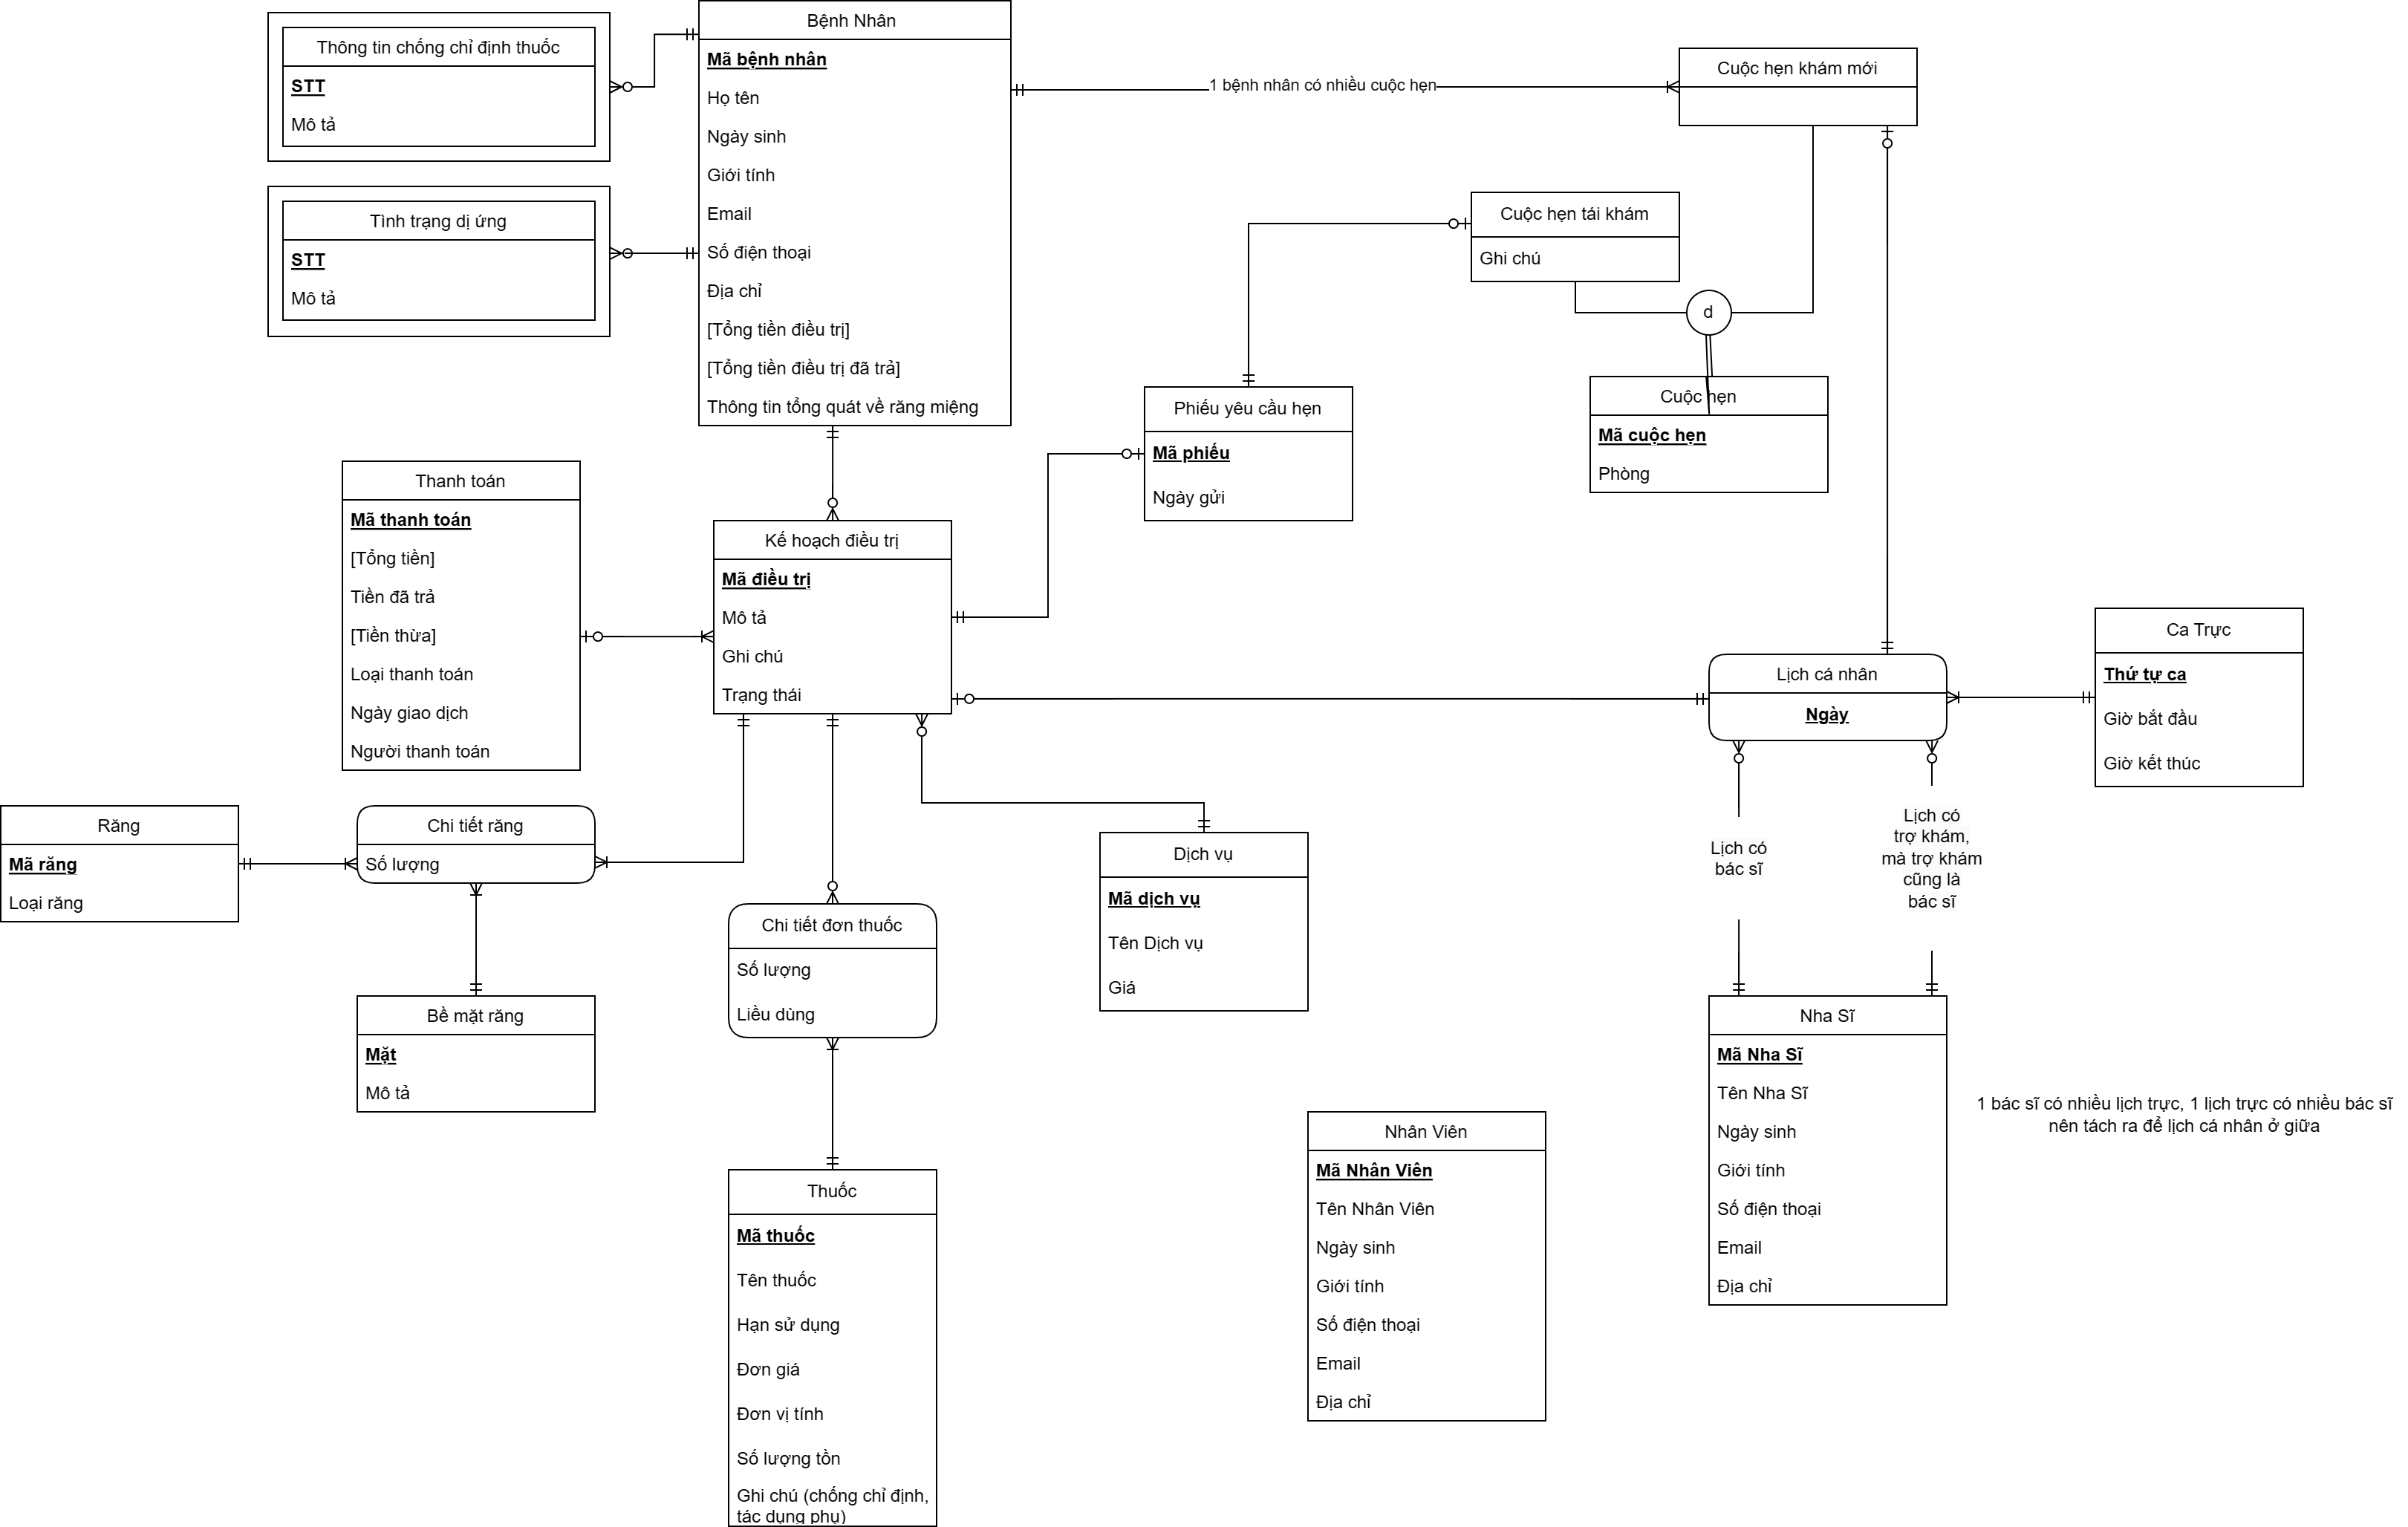 Thông tin chống chỉ định thuốc
STT
Mô tả
Tình trạng dị ứng
STT
Mô tả
Bệnh Nhân
Mã bệnh nhân
Họ tên
Ngày sinh
Giới tính
Email
Số điện thoại
Địa chỉ
[Tổng tiền điều trị]
[Tổng tiền điều trị đã trả]
Thông tin tổng quát về răng miệng
1 bệnh nhân có nhiều cuộc hẹn
Cuộc hẹn khám mới
Cuộc hẹn tái khám
Ghi chú
d
Cuộc hẹn
Mã cuộc hẹn
Phòng
Phiếu yêu cầu hẹn
Mã phiếu
Ngày gửi
Thanh toán
Mã thanh toán
[Tổng tiền]
Tiền đã trả
[Tiền thừa]
Loại thanh toán
Ngày giao dịch
Người thanh toán
Kế hoạch điều trị
Mã điều trị
Mô tả
Ghi chú
Trạng thái
Lịch cá nhân
Ngày
Ca Trực
Thứ tự ca
Giờ bắt đầu
Giờ kết thúc
Răng
Mã răng
Loại răng
Chi tiết răng
Số lượng
Bề mặt răng
Mặt
Mô tả
Chi tiết đơn thuốc
Số lượng
Liều dùng
Dịch vụ
Mã dịch vụ
Tên Dịch vụ
Giá
Lịch có
bác sĩ
Lịch có
trợ khám,
mà trợ khám
cũng là
bác sĩ
Thuốc
Mã thuốc
Tên thuốc
Hạn sử dụng
Đơn giá
Đơn vị tính
Số lượng tồn
Ghi chú (chống chỉ định,
tác dụng phụ)
Nhân Viên
Mã Nhân Viên
Tên Nhân Viên
Ngày sinh
Giới tính
Số điện thoại
Email
Địa chỉ
Nha Sĩ
Mã Nha Sĩ
Tên Nha Sĩ
Ngày sinh
Giới tính
Số điện thoại
Email
Địa chỉ
1 bác sĩ có nhiều lịch trực, 1 lịch trực có nhiều bác sĩ
nên tách ra để lịch cá nhân ở giữa